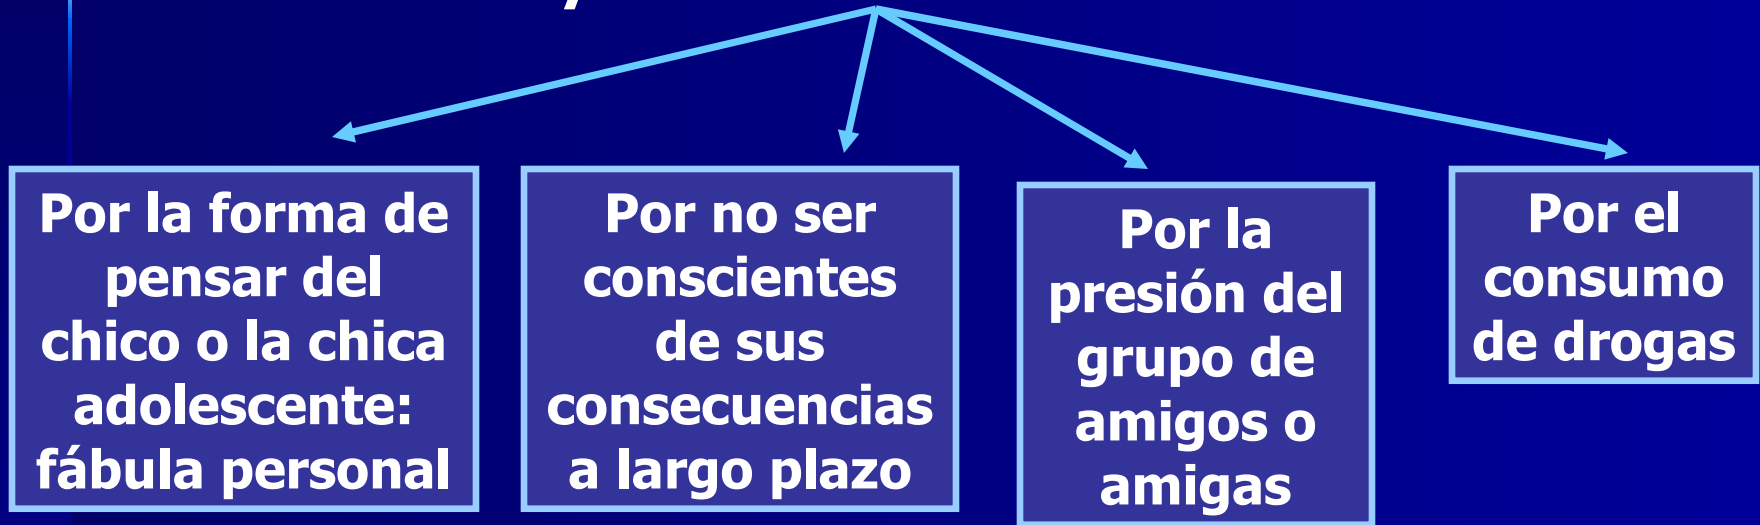 Por la forma de
pensar del
chico o la chica
adolescente:
fábula personal
Por no ser
conscientes
de sus
consecuencias
a largo plazo
Por la
presión del
grupo de
amigos o
amigas
Por el
consumo
de drogas